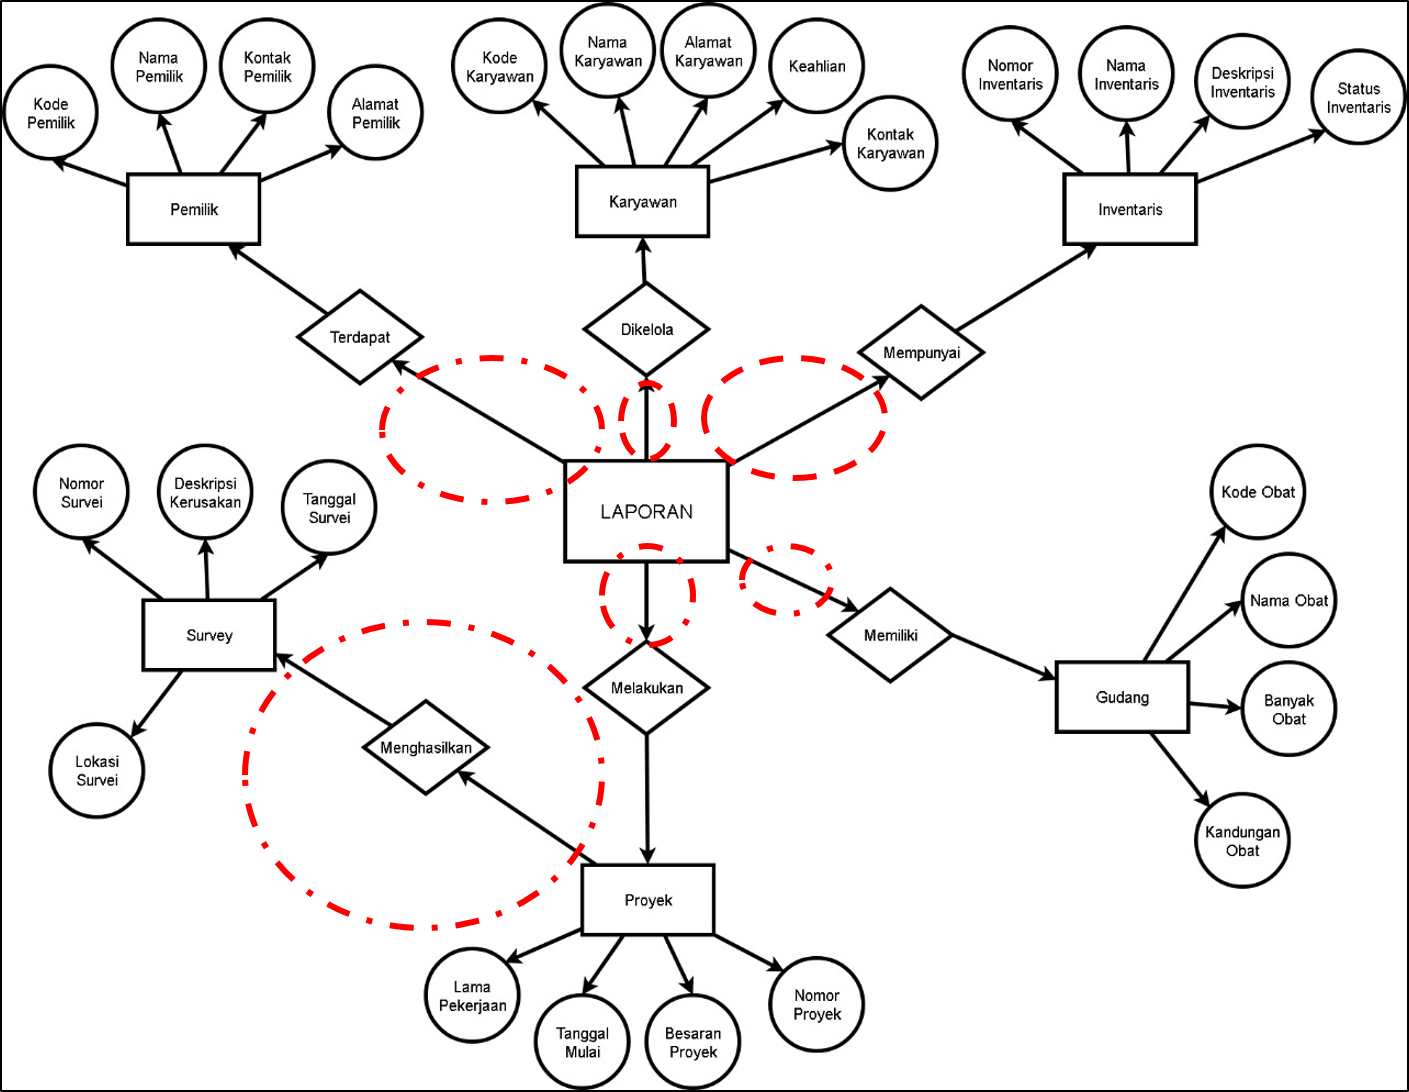 Kode
Pemilik
Nama
Pemilik
Kontak
Pemilik
Alamat
Pemilik
Pemilik
Kode
Karyawan
Nama
Karyawan
Alamat
Karyawan
Keahlian
Kontak
Karyawan
Karyawan
Nomor
Inventaris
Nama
Inventaris
Deskripsi
Inventaris
Status
Inventaris
Inventaris
Terdapat
Dikelola
Mempunyai
LAPORAN
Nomor
Survei
Deskripsi
Kerusakan
Tanggal
Survei
Survey
Lokasi
Survei
Menghasilkan
Melakukan
Memiliki
Kode Obat
Nama Obat
Banyak
Obat
Kandungan
Obat
Gudang
Proyek
Lama
Pekerjaan
Tanggal
Mulai
Besaran
Proyek
Nomor
Proyek